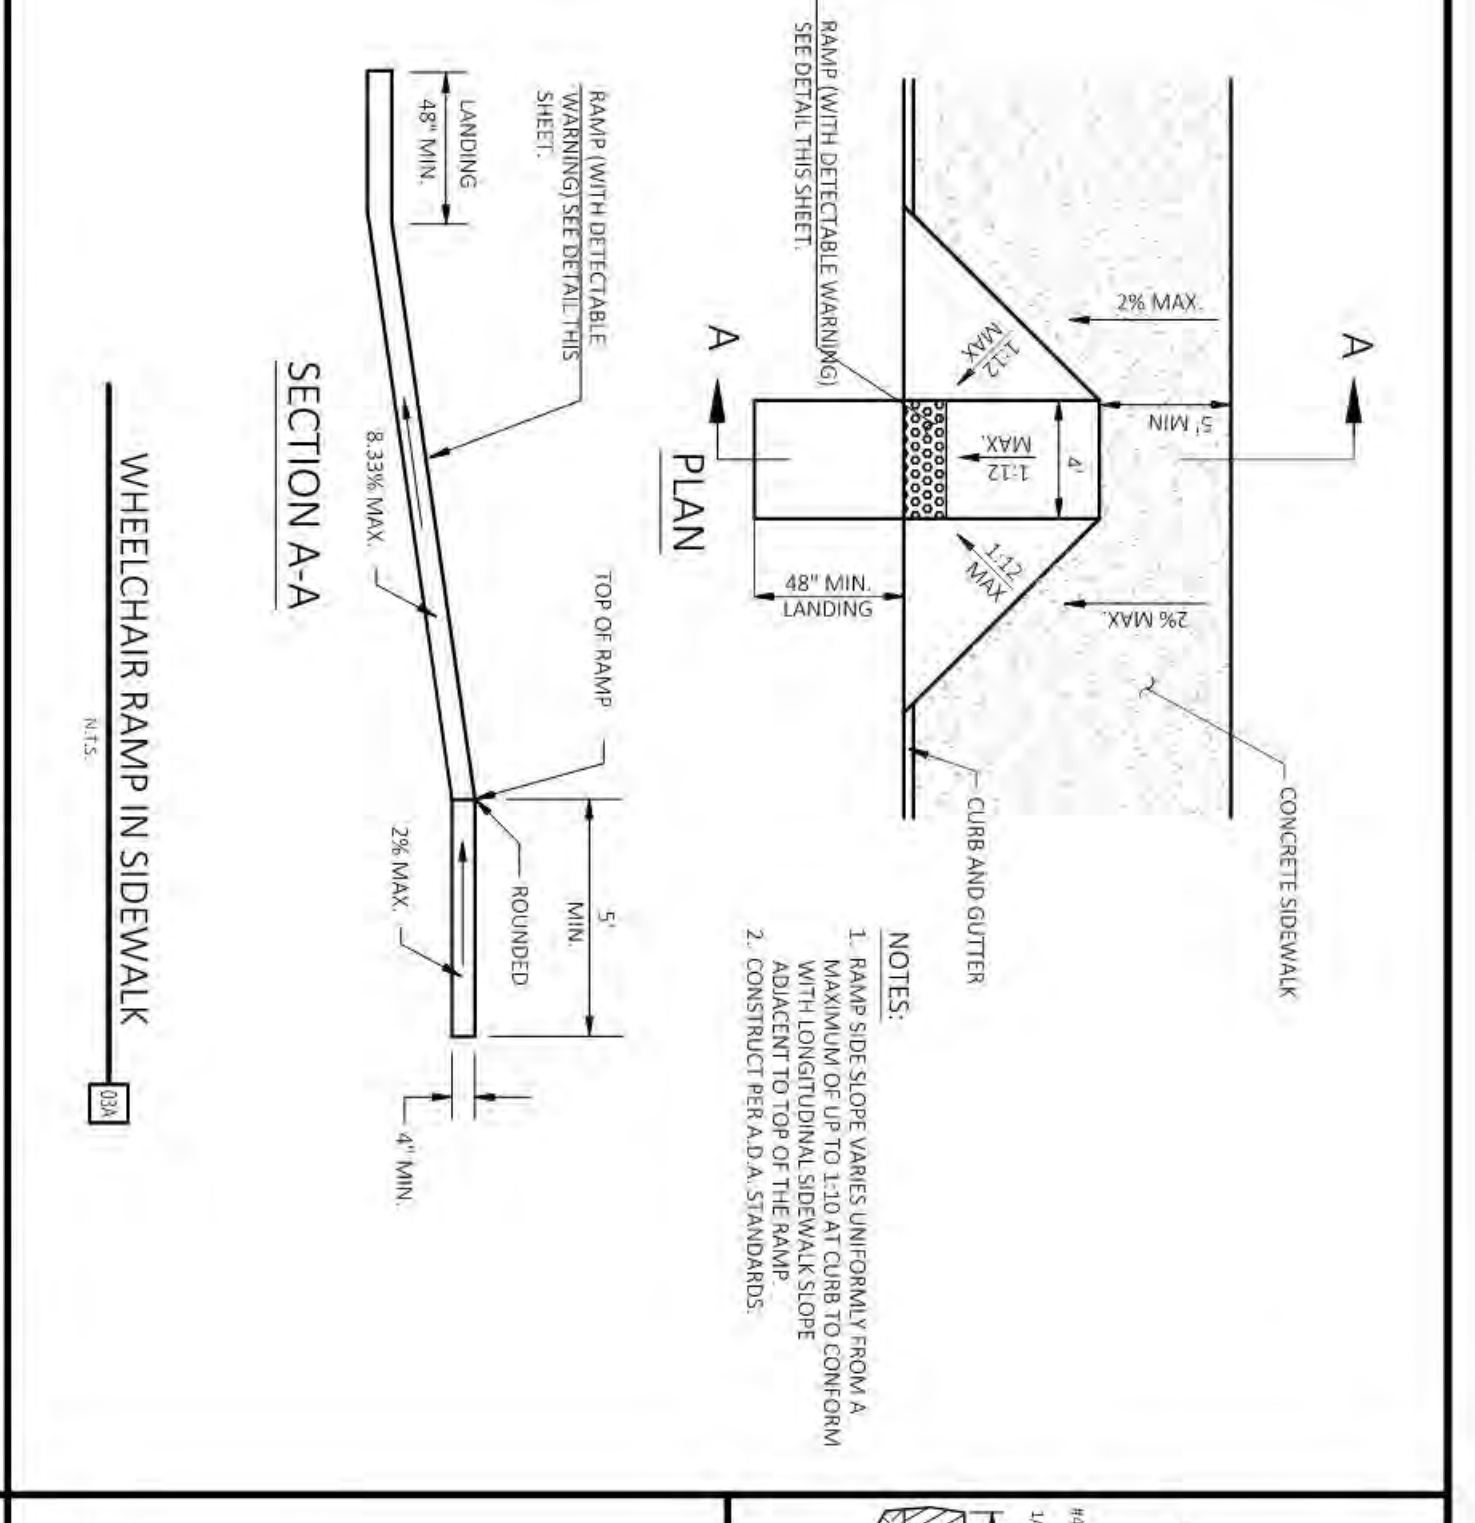 A
2% MAX.
5' MIN
CONCRETE SIDEWALK
2% MAX.
1:12
MAX
4'
1:12
MAX.
1:12
MAX
RAMP (WITH DETECTABLE WARNING)
SEE DETAIL THIS SHEET.
48" MIN.
LANDING
CURB AND GUTTER
A
PLAN
NOTES:
1. RAMP SIDE SLOPE VARIES UNIFORMLY FROM A
MAXIMUM OF UP TO 1:10 AT CURB TO CONFORM
WITH LONGITUDINAL SIDEWALK SLOPE
ADJACENT TO TOP OF THE RAMP.
2. CONSTRUCT PER A.D.A. STANDARDS.
RAMP (WITH DETECTABLE
WARNING) SEE DETAIL THIS
SHEET.
TOP OF RAMP
5'
MIN.
ROUNDED
LANDING
48" MIN.
8.33% MAX.
2% MAX.
4" MIN.
SECTION A-A
WHEELCHAIR RAMP IN SIDEWALK
03A
N.T.S.